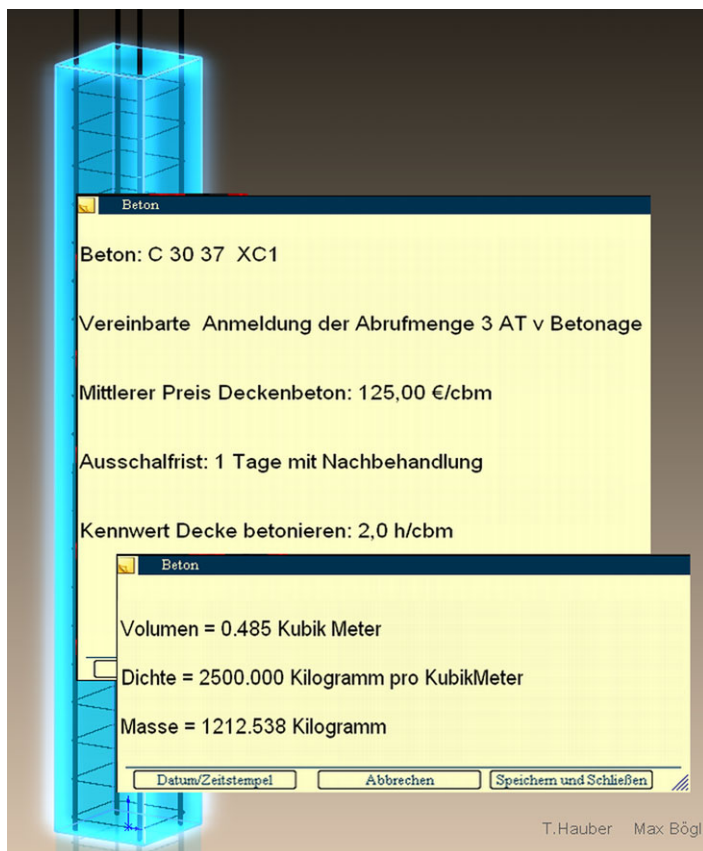 Beton
Beton: C 30 37 XC1
Vereinbarte Anmeldung der Abrufmenge 3 AT v Betonage
Mittlerer Preis Deckenbeton: 125,00 €/cbm
Ausschalfrist: 1 Tage mit Nachbehandlung
Kennwert Decke betonieren: 2,0 h/cbm
Beton
Volumen = 0.485 Kubik Meter
Dichte = 2500.000 Kilogramm pro KubikMeter
Masse = 1212.538 Kilogramm
Datum/Zeitstempel Abbrechen Speichern und Schließen
T.Hauber Max Bögl